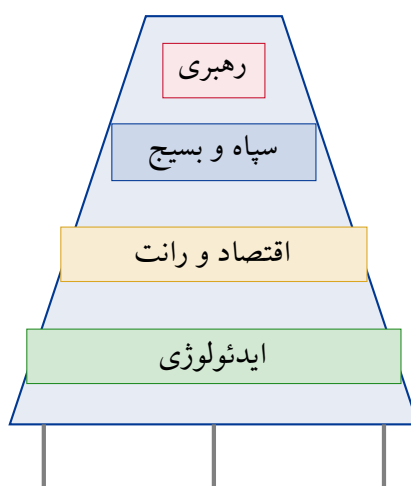 رهبری
سپاه و بسیج
اقتصاد و رانت
ایدئولوژی